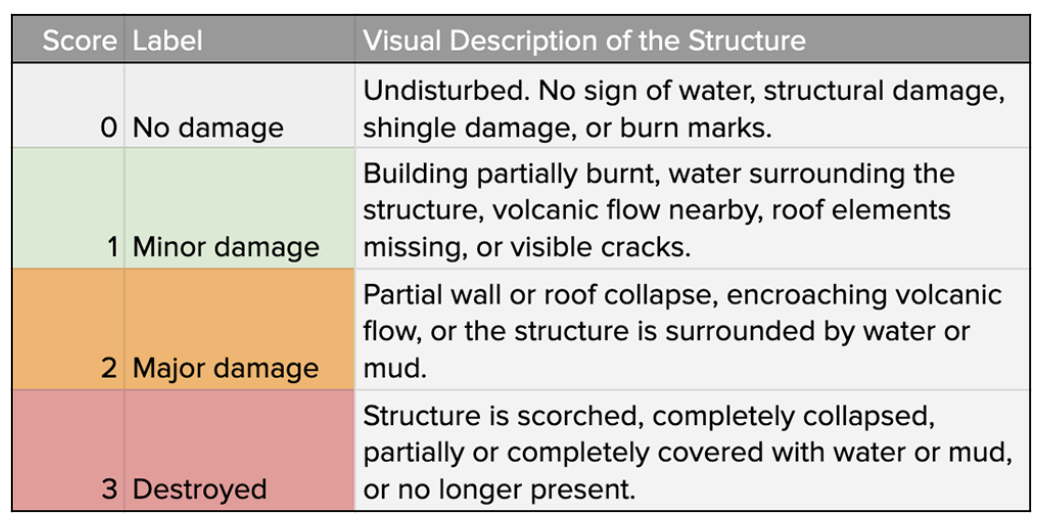 Score Label Visual Description of the Structure
Undisturbed. No sign of water, structural damage,
0 No damage shingle damage, or burn marks.
Building partially burnt, water surrounding the
structure, volcanic flow nearby, roof elements
1 Minor damage missing, or visible cracks.
Partial wall or roof collapse, encroaching volcanic
flow, or the structure is surrounded by water or
2 Major damage mud.
Structure is scorched, completely collapsed,
partially or completely covered with water or mud,
3 Destroyed or no longer present.